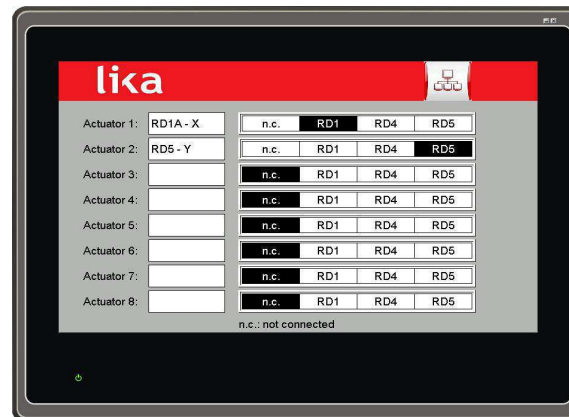 lika
Actuator 1: RD1A - X n.c. RD1 RD4 RD5
Actuator 2: RD5 - Y n.c. RD1 RD4 RD5
Actuator 3: n.c. RD1 RD4 RD5
Actuator 4: n.c. RD1 RD4 RD5
Actuator 5: n.c. RD1 RD4 RD5
Actuator 6: n.c. RD1 RD4 RD5
Actuator 7: n.c. RD1 RD4 RD5
Actuator 8: n.c. RD1 RD4 RD5
n.c.: not connected